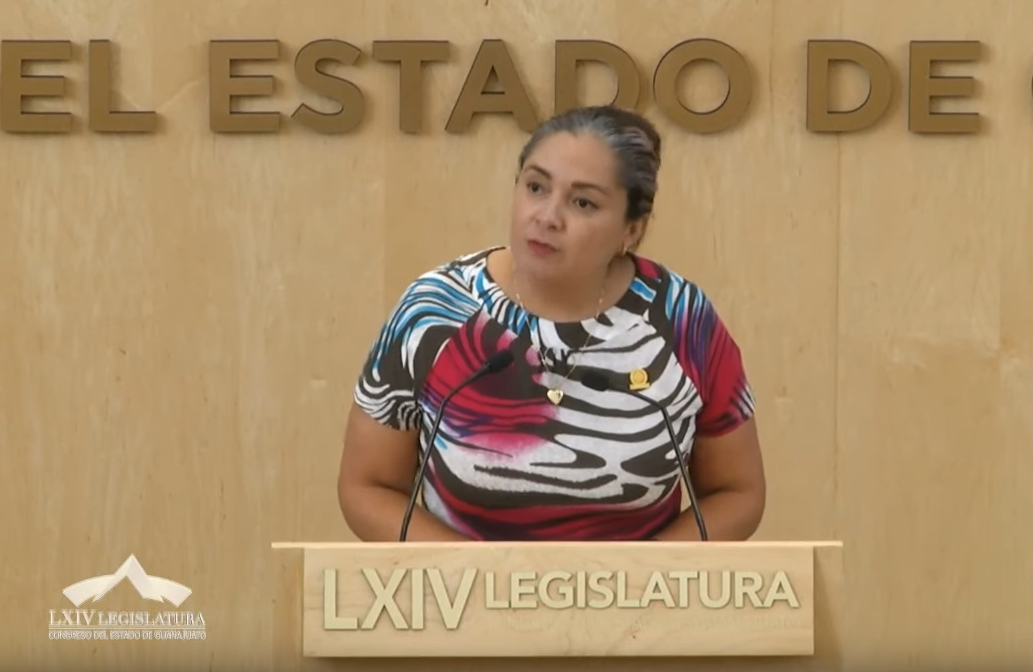 EL ESTADO DE
LXIV LEGISLATURA
LXIV LEGISLATURA
CONGRESO DEL ESTADO DE GUANAJUATO